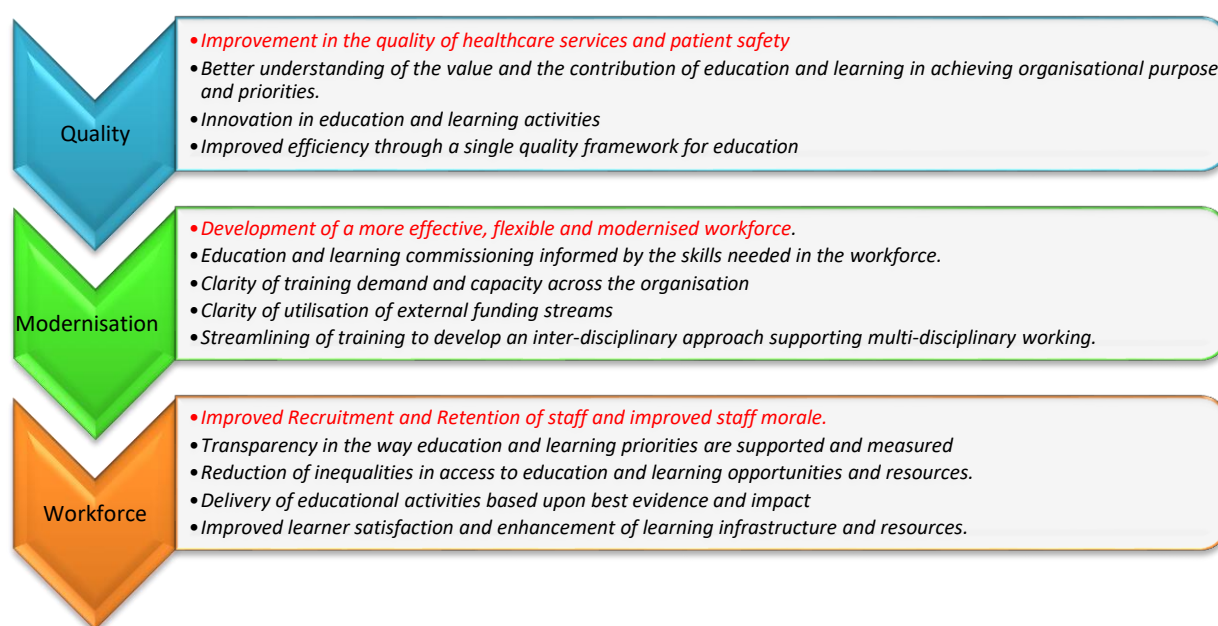 Quality
•Improvement in the quality of healthcare services and patient safety
•Better understanding of the value and the contribution of education and learning in achieving organisational purpose
and priorities.
•Innovation in education and learning activities
•Improved efficiency through a single quality framework for education
Modernisation
•Development of a more effective, flexible and modernised workforce.
•Education and learning commissioning informed by the skills needed in the workforce.
•Clarity of training demand and capacity across the organisation
•Clarity of utilisation of external funding streams
•Streamlining of training to develop an inter-disciplinary approach supporting multi-disciplinary working.
Workforce
•Improved Recruitment and Retention of staff and improved staff morale.
•Transparency in the way education and learning priorities are supported and measured
•Reduction of inequalities in access to education and learning opportunities and resources.
•Delivery of educational activities based upon best evidence and impact
•Improved learner satisfaction and enhancement of learning infrastructure and resources.